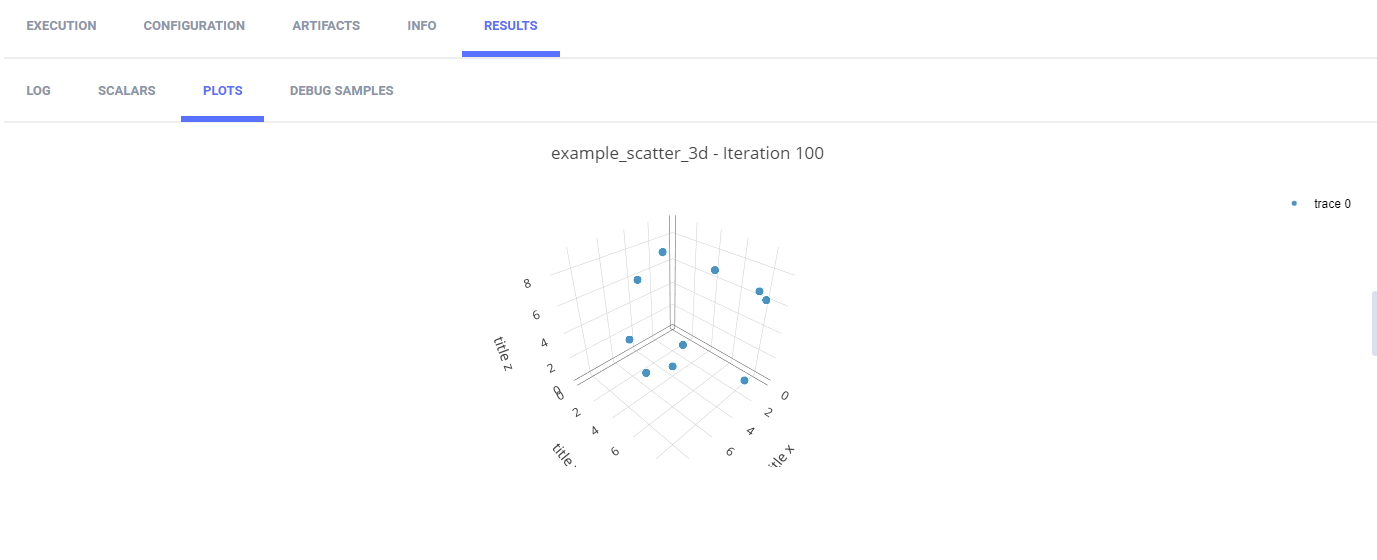 EXECUTION CONFIGURATION ARTIFACTS INFO RESULTS
LOG SCALARS PLOTS DEBUG SAMPLES
example_scatter_3d - Iteration 100
trace 0
8
6
4
2
0
title z
0
2
4
6
title
0
2
4
6
title x